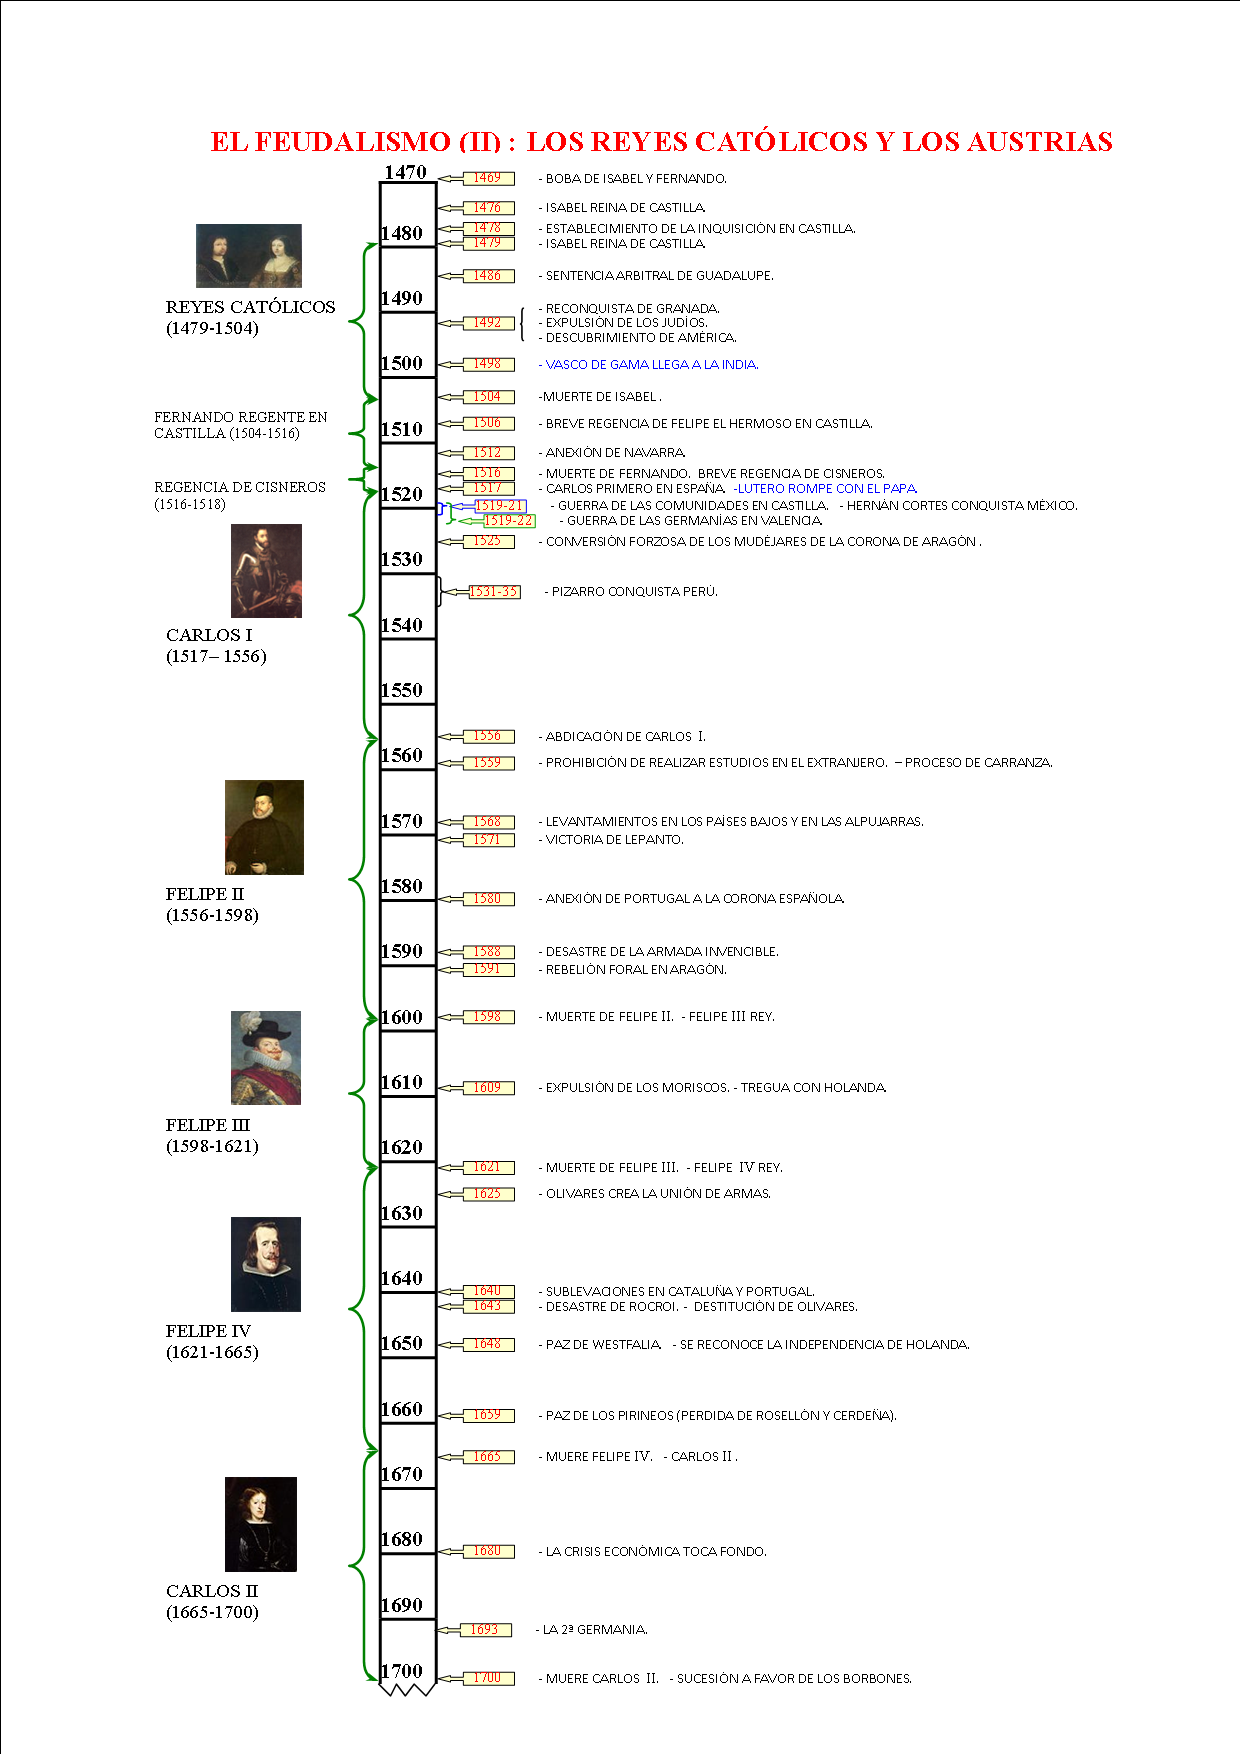 EL FEUDALISMO (II) : LOS REYES CATÓLICOS Y LOS AUSTRIAS
1470
1469 - BOBA DE ISABEL Y FERNANDO.
1476 - ISABEL REINA DE CASTILLA.
1478 - ESTABLECIMIENTO DE LA INQUISICIÓN EN CASTILLA.
1480
1479 - ISABEL REINA DE CASTILLA.
1486 - SENTENCIA ARBITRAL DE GUADALUPE.
REYES CATÓLICOS
(1479-1504)
1490
- RECONQUISTA DE GRANADA.
1492 - EXPULSIÓN DE LOS JUDÍOS.
- DESCUBRIMIENTO DE AMÉRICA.
1500
1498 - VASCO DE GAMA LLEGA A LA INDIA.
1504 -MUERTE DE ISABEL .
FERNANDO REGENTE EN
CASTILLA (1504-1516)
1506 - BREVE REGENCIA DE FELIPE EL HERMOSO EN CASTILLA.
1510
1512 - ANEXIÓN DE NAVARRA.
1516 - MUERTE DE FERNANDO. BREVE REGENCIA DE CISNEROS.
REGENCIA DE CISNEROS
(1516-1518)
1517 - CARLOS PRIMERO EN ESPAÑA. -LUTERO ROMPE CON EL PAPA.
1520
1519-21 - GUERRA DE LAS COMUNIDADES EN CASTILLA. - HERNÁN CORTES CONQUISTA MÉXICO.
1519-22 - GUERRA DE LAS GERMANÍAS EN VALENCIA.
1525 - CONVERSIÓN FORZOSA DE LOS MUDÉJARES DE LA CORONA DE ARAGÓN .
1530
1531-35 - PIZARRO CONQUISTA PERÚ.
CARLOS I
(1517– 1556)
1540
1550
1556 - ABDICACIÓN DE CARLOS I.
1560
1559 - PROHIBICIÓN DE REALIZAR ESTUDIOS EN EL EXTRANJERO. – PROCESO DE CARRANZA.
1570
1568 - LEVANTAMIENTOS EN LOS PAÍSES BAJOS Y EN LAS ALPUJARRAS.
1571 - VICTORIA DE LEPANTO.
FELIPE II
(1556-1598)
1580
1580 - ANEXIÓN DE PORTUGAL A LA CORONA ESPAÑOLA.
1590
1588 - DESASTRE DE LA ARMADA INVENCIBLE.
1591 - REBELIÓN FORAL EN ARAGÓN.
1600
1598 - MUERTE DE FELIPE II. - FELIPE III REY.
1610
1609 - EXPULSIÓN DE LOS MORISCOS. - TREGUA CON HOLANDA.
FELIPE III
(1598-1621)
1620
1621 - MUERTE DE FELIPE III. - FELIPE IV REY.
1625 - OLIVARES CREA LA UNIÓN DE ARMAS.
1630
1640
1640 - SUBLEVACIONES EN CATALUÑA Y PORTUGAL.
1643 - DESASTRE DE ROCROI. - DESTITUCIÓN DE OLIVARES.
FELIPE IV
(1621-1665)
1650
1648 - PAZ DE WESTFALIA. - SE RECONOCE LA INDEPENDENCIA DE HOLANDA.
1660
1659 - PAZ DE LOS PIRINEOS (PERDIDA DE ROSELLÓN Y CERDEÑA).
1665 - MUERE FELIPE IV. - CARLOS II .
1670
1680
1680 - LA CRISIS ECONÓMICA TOCA FONDO.
CARLOS II
(1665-1700)
1690
1693 - LA 2ª GERMANIA.
1700
1700 - MUERE CARLOS II. - SUCESIÓN A FAVOR DE LOS BORBONES.